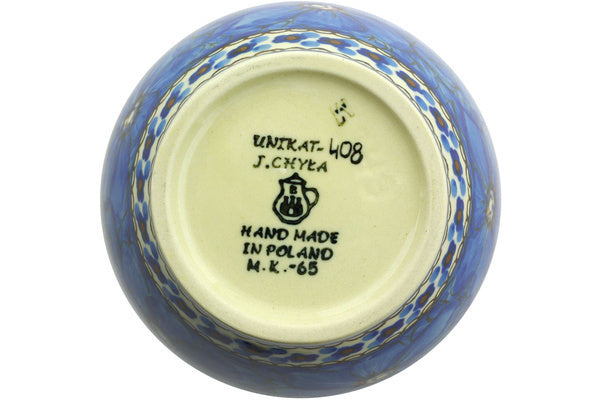 UNIKAT-408
J.CHYŁA
B
HAND MADE
IN POLAND
M.K.-65